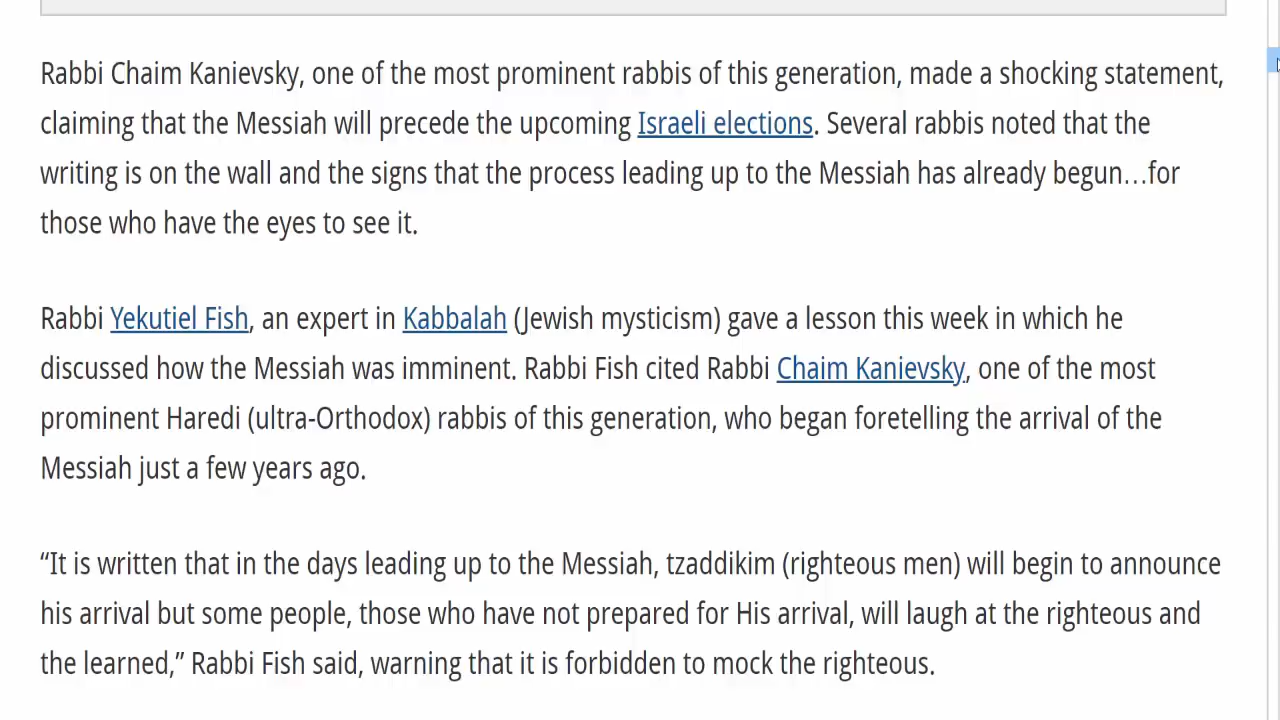 Rabbi Chaim Kanievsky, one of the most prominent rabbis of this generation, made a shocking statement,
claiming that the Messiah will precede the upcoming Israeli elections. Several rabbis noted that the
writing is on the wall and the signs that the process leading up to the Messiah has already begun…for
those who have the eyes to see it.
Rabbi Yekutiel Fish, an expert in Kabbalah (Jewish mysticism) gave a lesson this week in which he
discussed how the Messiah was imminent. Rabbi Fish cited Rabbi Chaim Kanievsky, one of the most
prominent Haredi (ultra-Orthodox) rabbis of this generation, who began foretelling the arrival of the
Messiah just a few years ago.
“It is written that in the days leading up to the Messiah, tzaddikim (righteous men) will begin to announce
his arrival but some people, those who have not prepared for His arrival, will laugh at the righteous and
the learned,” Rabbi Fish said, warning that it is forbidden to mock the righteous.